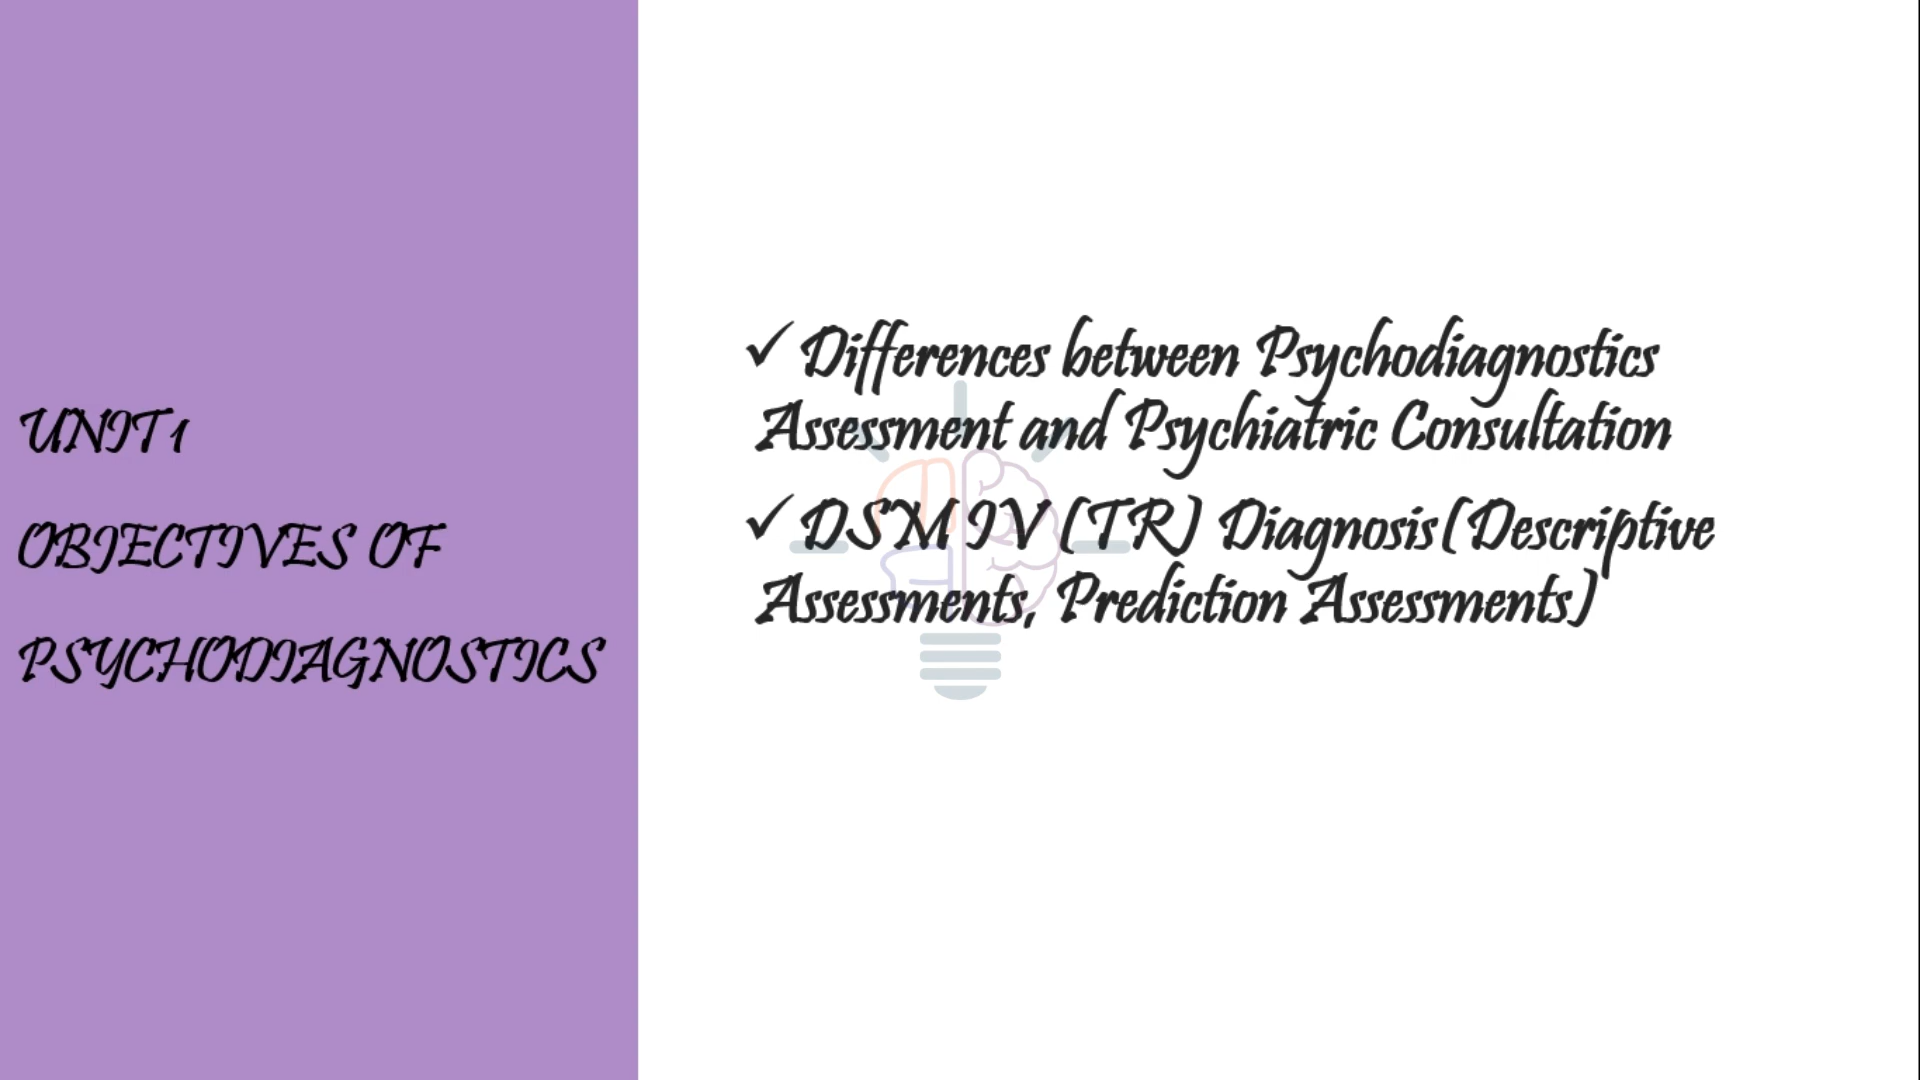 UNIT 1
OBJECTIVES OF
PSYCHODIAGNOSTICS
✓ Differences between Psychodiagnostics
Assessment and Psychiatric Consultation
✓ DSM IV (TR) Diagnosis(Descriptive
Assessments, Prediction Assessments)